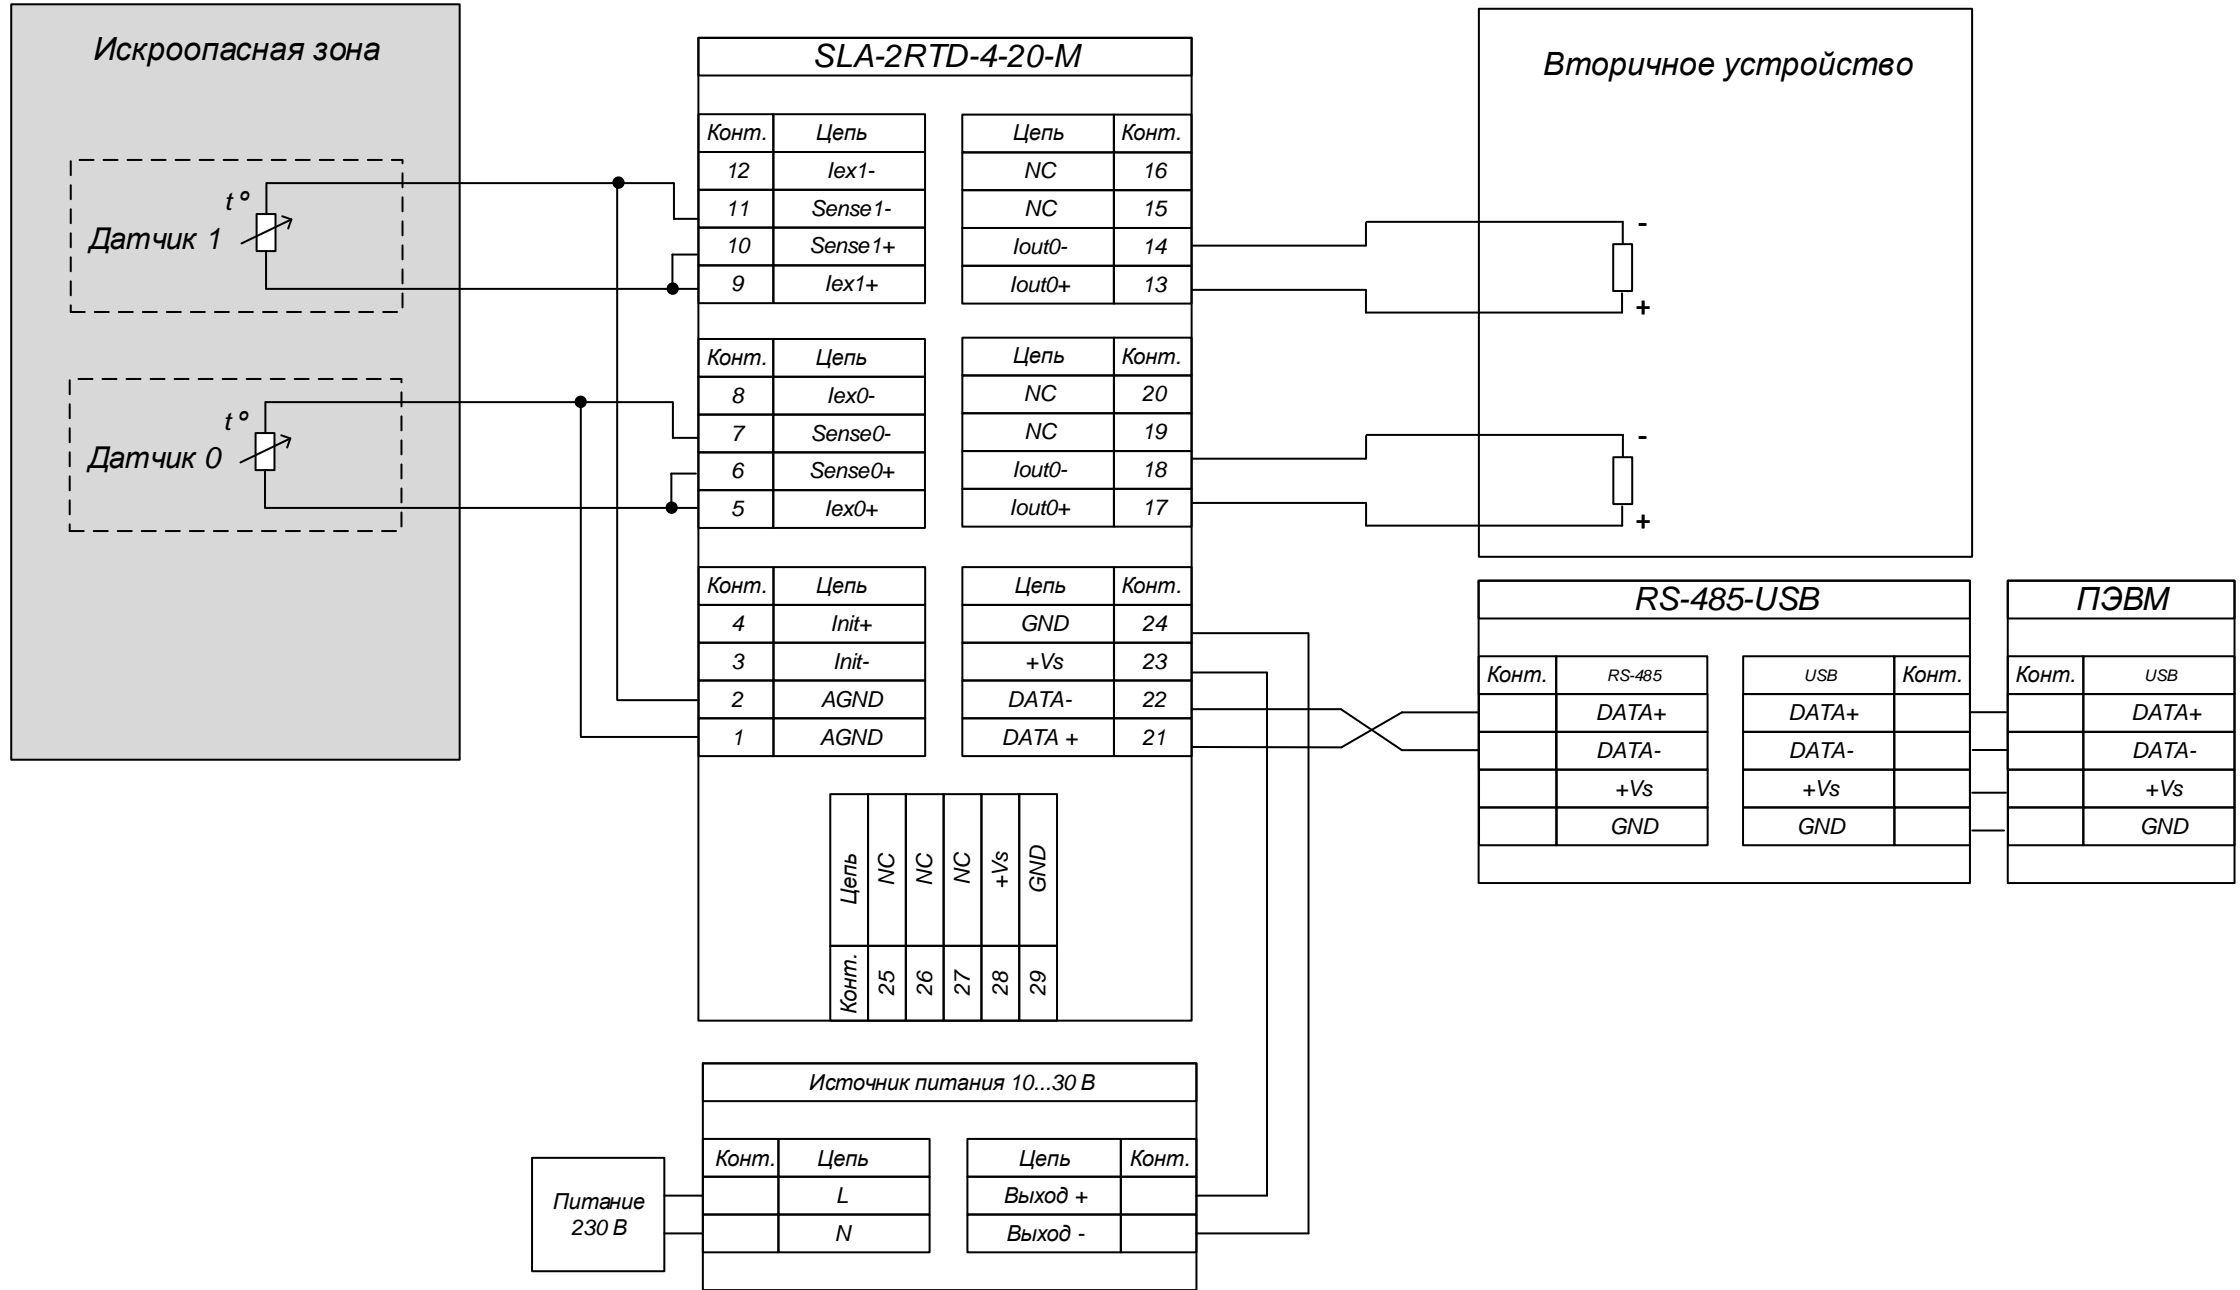 Искроопасная зона
t°
Датчик 1
t°
Датчик 0
SLA-2RTD-4-20-M
Конт. Цепь
12 Iex1-
11 Sense1-
10 Sense1+
9 Iex1+
Цепь Конт.
NC 16
NC 15
Iout0- 14
Iout0+ 13
Конт. Цепь
8 Iex0-
7 Sense0-
6 Sense0+
5 Iex0+
Цепь Конт.
NC 20
NC 19
Iout0- 18
Iout0+ 17
Конт. Цепь
4 Init+
3 Init-
2 AGND
1 AGND
Цепь Конт.
GND 24
+Vs 23
DATA- 22
DATA + 21
Цепь NC NC NC +Vs GND
Конт. 25 26 27 28 29
Вторичное устройство
-
+
-
+
RS-485-USB
Конт. RS-485
DATA+
DATA-
+Vs
GND
USB Конт.
DATA+
DATA-
+Vs
GND
ПЭВМ
Конт. USB
DATA+
DATA-
+Vs
GND
Источник питания 10...30 В
Конт. Цепь
L
N
Цепь Конт.
Выход +
Выход -
Питание
230 В